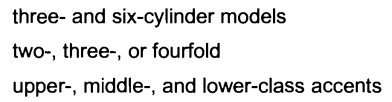 three- and six-cylinder models
two-, three-, or fourfold
upper-, middle-, and lower-class accents